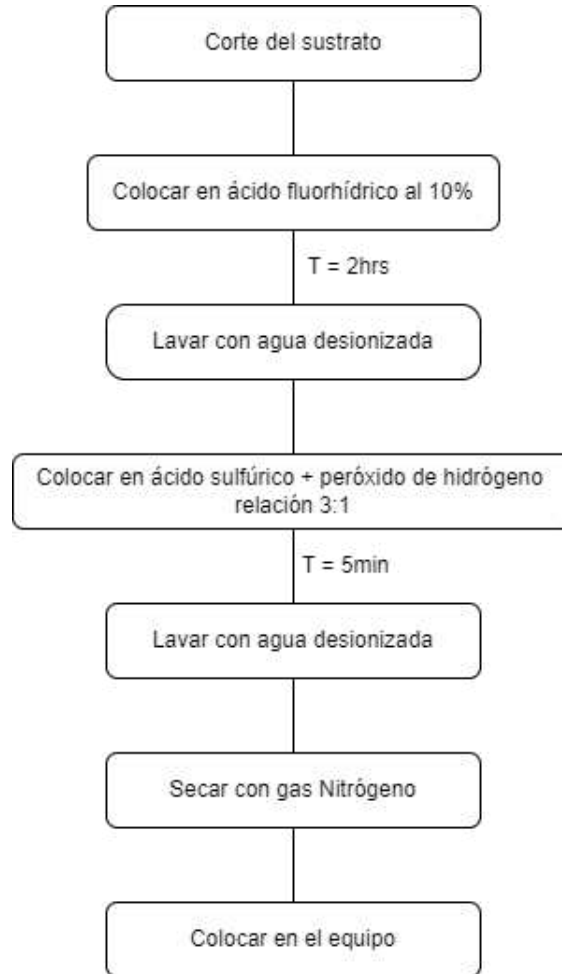 Corte del sustrato
Colocar en ácido fluorhídrico al 10%
T = 2hrs
Lavar con agua desionizada
Colocar en ácido sulfúrico + peróxido de hidrógeno
relación 3:1
T = 5min
Lavar con agua desionizada
Secar con gas Nitrógeno
Colocar en el equipo